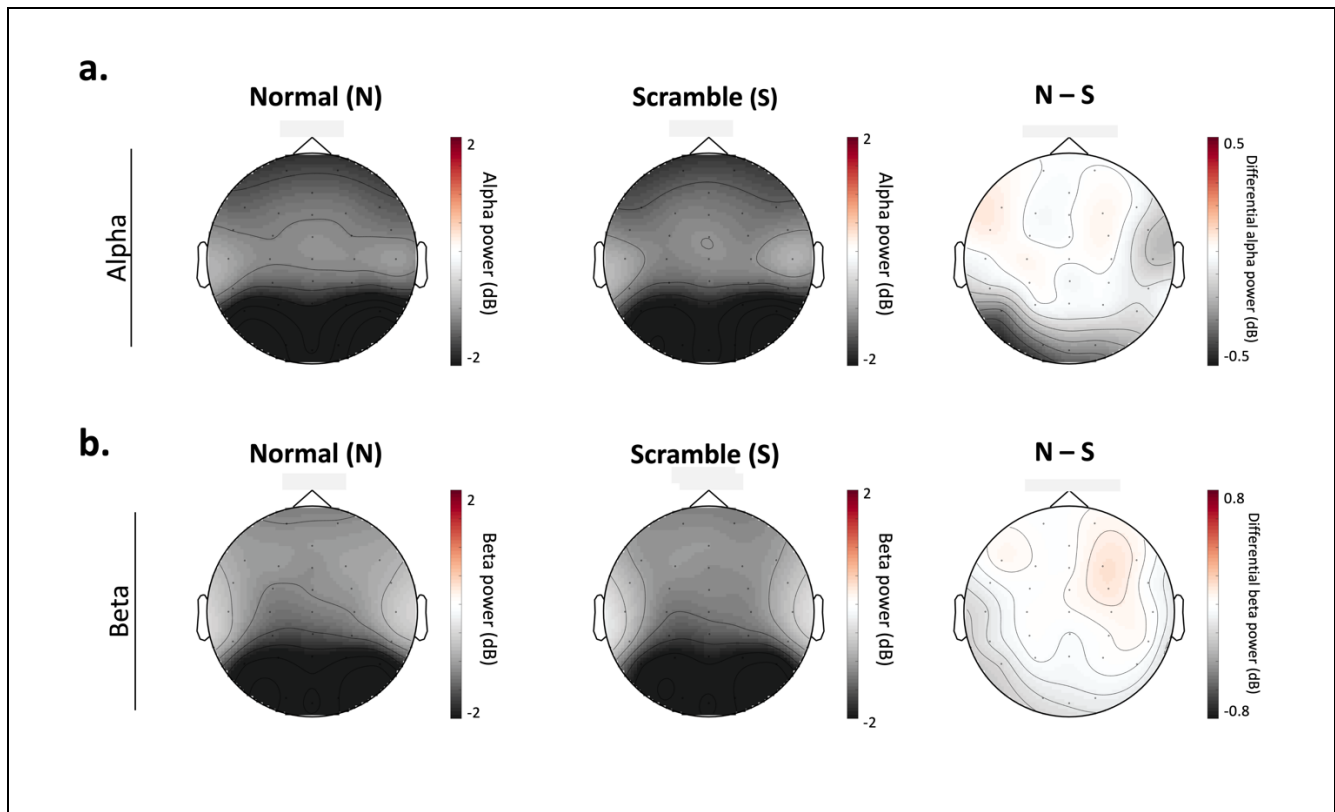 a.
Normal (N)
Scramble (S)
N – S
Alpha
2
Alpha power (dB)
-2
2
Alpha power (dB)
-2
0.5
Differential alpha power (dB)
-0.5
b.
Normal (N)
Scramble (S)
N – S
Beta
2
Beta power (dB)
-2
2
Beta power (dB)
-2
0.8
Differential beta power (dB)
-0.8